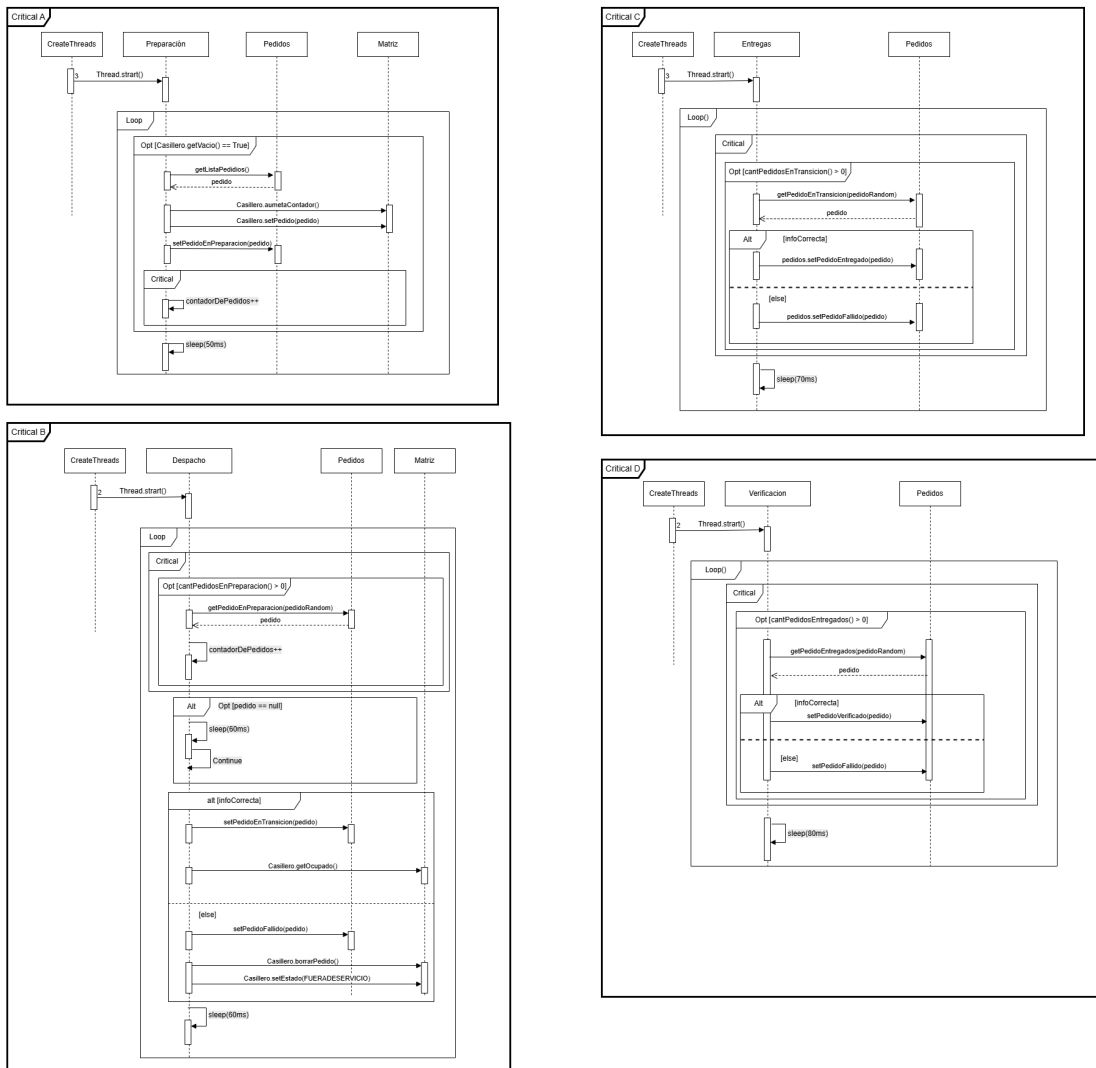 Critical A
CreateThreads
Preparación
Pedidos
Matriz
3
Thread.strart()
Loop
Opt [Casillero.getVacio() == True]
getListaPedidos()
pedido
Casillero.aumetaContador()
Casillero.setPedido(pedido)
setPedidoEnPreparacion(pedido)
Critical
contadorDePedidos++
sleep(50ms)
Critical C
CreateThreads
Entregas
Pedidos
3
Thread.strart()
Loop()
Critical
Opt [cantPedidosEnTransicion() > 0]
getPedidoEnTransicion(pedidoRandom)
pedido
Alt
[infoCorrecta]
pedidos.setPedidoEntregado(pedido)
[else]
pedidos.setPedidoFallido(pedido)
sleep(70ms)
Critical B
CreateThreads
Despacho
Pedidos
Matriz
2
Thread.strart()
Loop
Critical
Opt [cantPedidosEnPreparacion() > 0]
getPedidoEnPreparacion(pedidoRandom)
pedido
contadorDePedidos++
Alt
Opt [pedido == null]
sleep(60ms)
Continue
alt [infoCorrecta]
setPedidoEnTransicion(pedido)
Casillero.getOcupado()
[else]
setPedidoFallido(pedido)
Casillero.borrarPedido()
Casillero.setEstado(FUERADESERVICIO)
sleep(60ms)
Critical D
CreateThreads
Verificacion
Pedidos
2
Thread.strart()
Loop()
Critical
Opt [cantPedidosEntregados() > 0]
getPedidoEntregados(pedidoRandom)
pedido
Alt
[infoCorrecta]
setPedidoVerificado(pedido)
[else]
setPedidoFallido(pedido)
sleep(80ms)